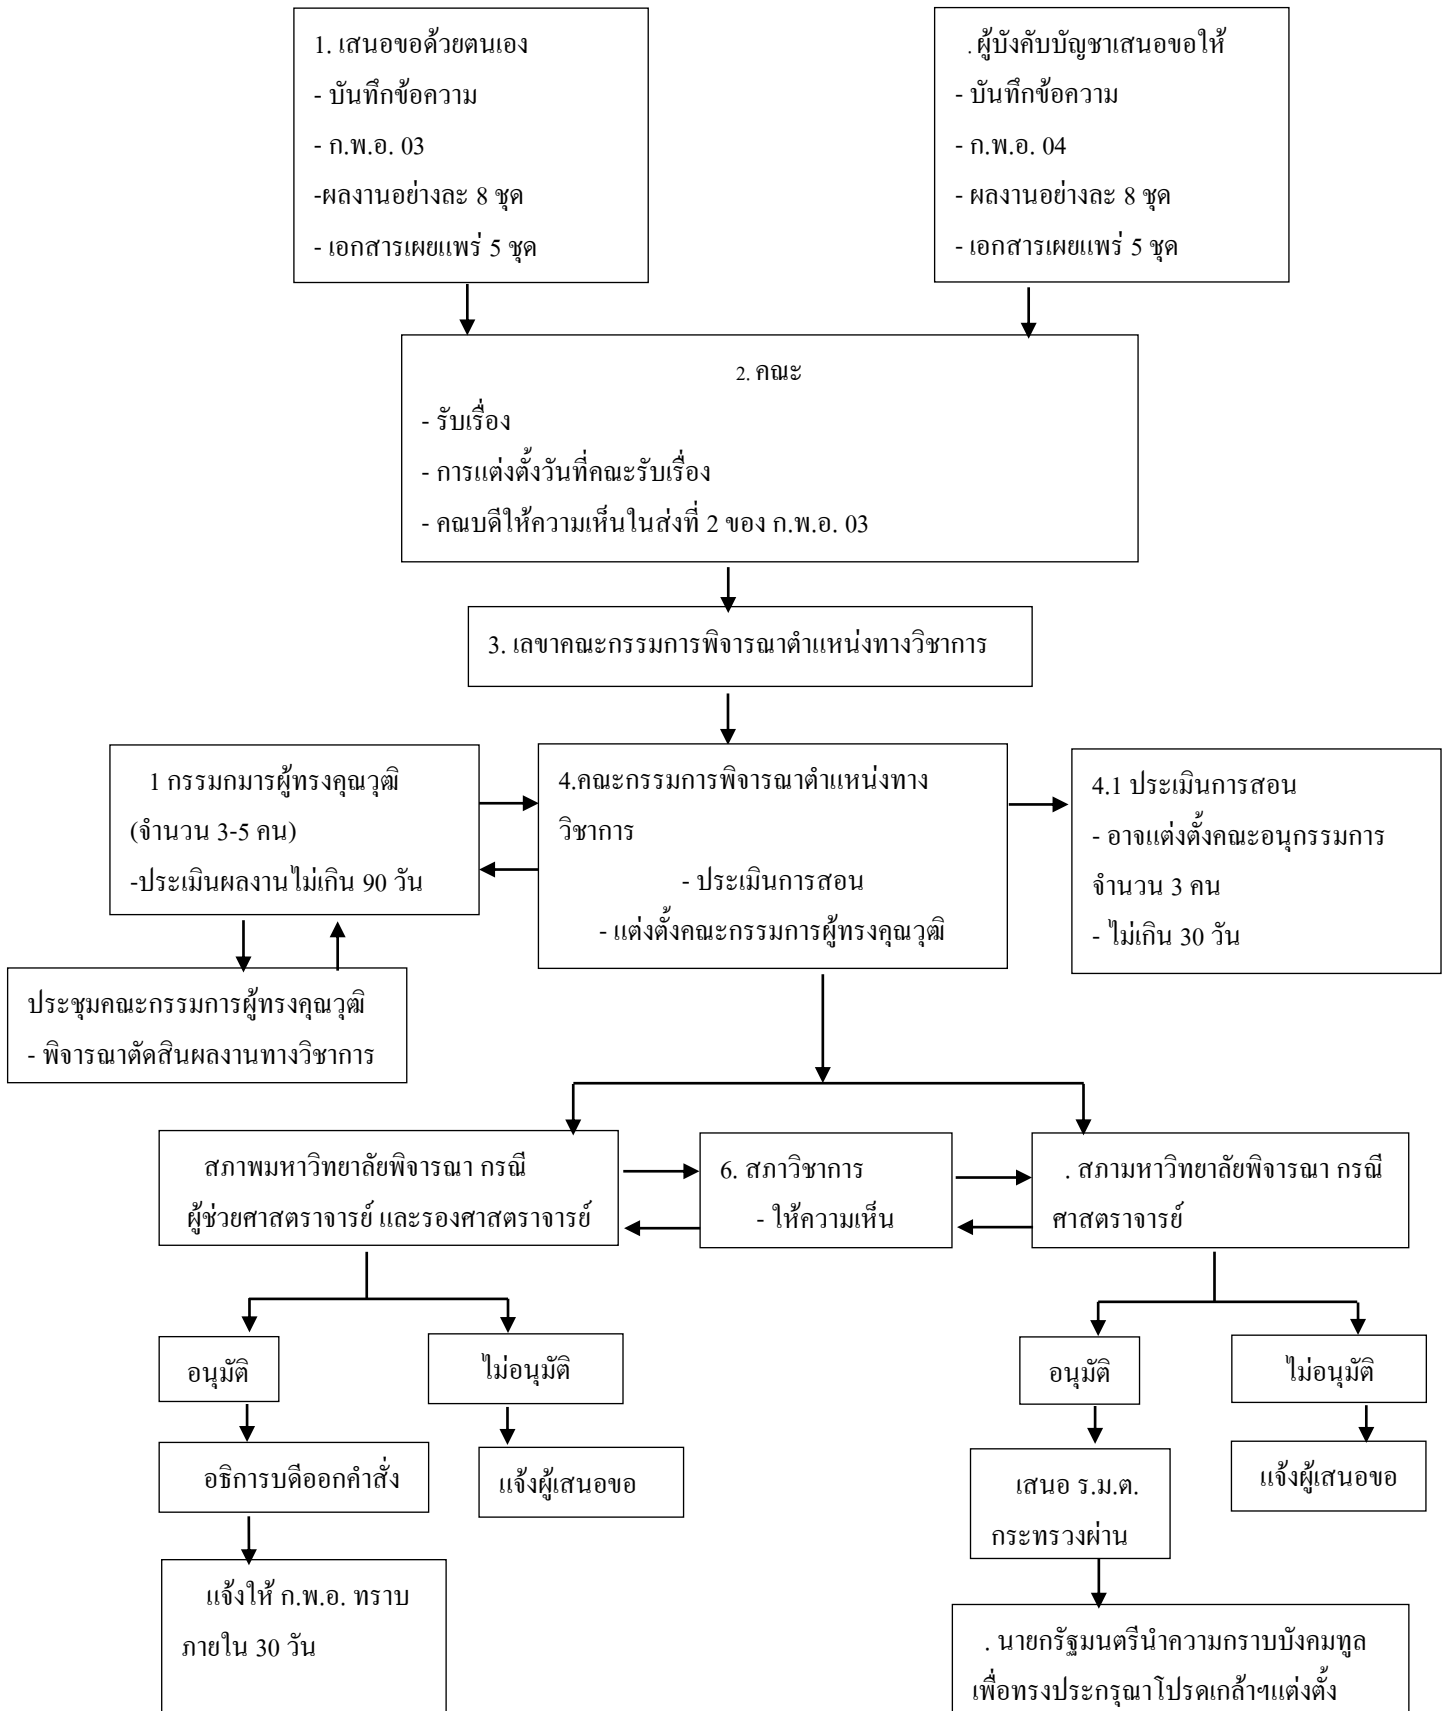 1. เสนอขอด้วยตนเอง
- บันทึกข้อความ
- ก.พ.อ. 03
-ผลงานอย่างละ 8 ชุด
- เอกสารเผยแพร่ 5 ชุด
. ผู้บังคับบัญชาเสนอขอให้
- บันทึกข้อความ
- ก.พ.อ. 04
- ผลงานอย่างละ 8 ชุด
- เอกสารเผยแพร่ 5 ชุด
2. คณะ
- รับเรื่อง
- การแต่งตั้งวันที่คณะรับเรื่อง
- คณบดีให้ความเห็นในส่งที่ 2 ของ ก.พ.อ. 03
3. เลขาคณะกรรมการพิจารณาตำแหน่งทางวิชาการ
1 กรรมกมารผู้ทรงคุณวุฒิ
(จำนวน 3-5 คน)
-ประเมินผลงานไม่เกิน 90 วัน
4.คณะกรรมการพิจารณาตำแหน่งทาง
วิชาการ
- ประเมินการสอน
- แต่งตั้งคณะกรรมการผู้ทรงคุณวุฒิ
4.1 ประเมินการสอน
- อาจแต่งตั้งคณะอนุกรรมการ
จำนวน 3 คน
- ไม่เกิน 30 วัน
ประชุมคณะกรรมการผู้ทรงคุณวุฒิ
- พิจารณาตัดสินผลงานทางวิชาการ
สภาพมหาวิทยาลัยพิจารณา กรณี
ผู้ช่วยศาสตราจารย์ และรองศาสตราจารย์
6. สภาวิชาการ
- ให้ความเห็น
. สภามหาวิทยาลัยพิจารณา กรณี
ศาสตราจารย์
อนุมัติ
ไม่อนุมัติ
อนุมัติ
ไม่อนุมัติ
อธิการบดีออกคำสั่ง
แจ้งผู้เสนอขอ
เสนอ ร.ม.ต.
กระทรวงผ่าน
แจ้งผู้เสนอขอ
แจ้งให้ ก.พ.อ. ทราบ
ภายใน 30 วัน
. นายกรัฐมนตรีนำความกราบบังคมทูล
เพื่อทรงประกรุณาโปรดเกล้าฯแต่งตั้ง